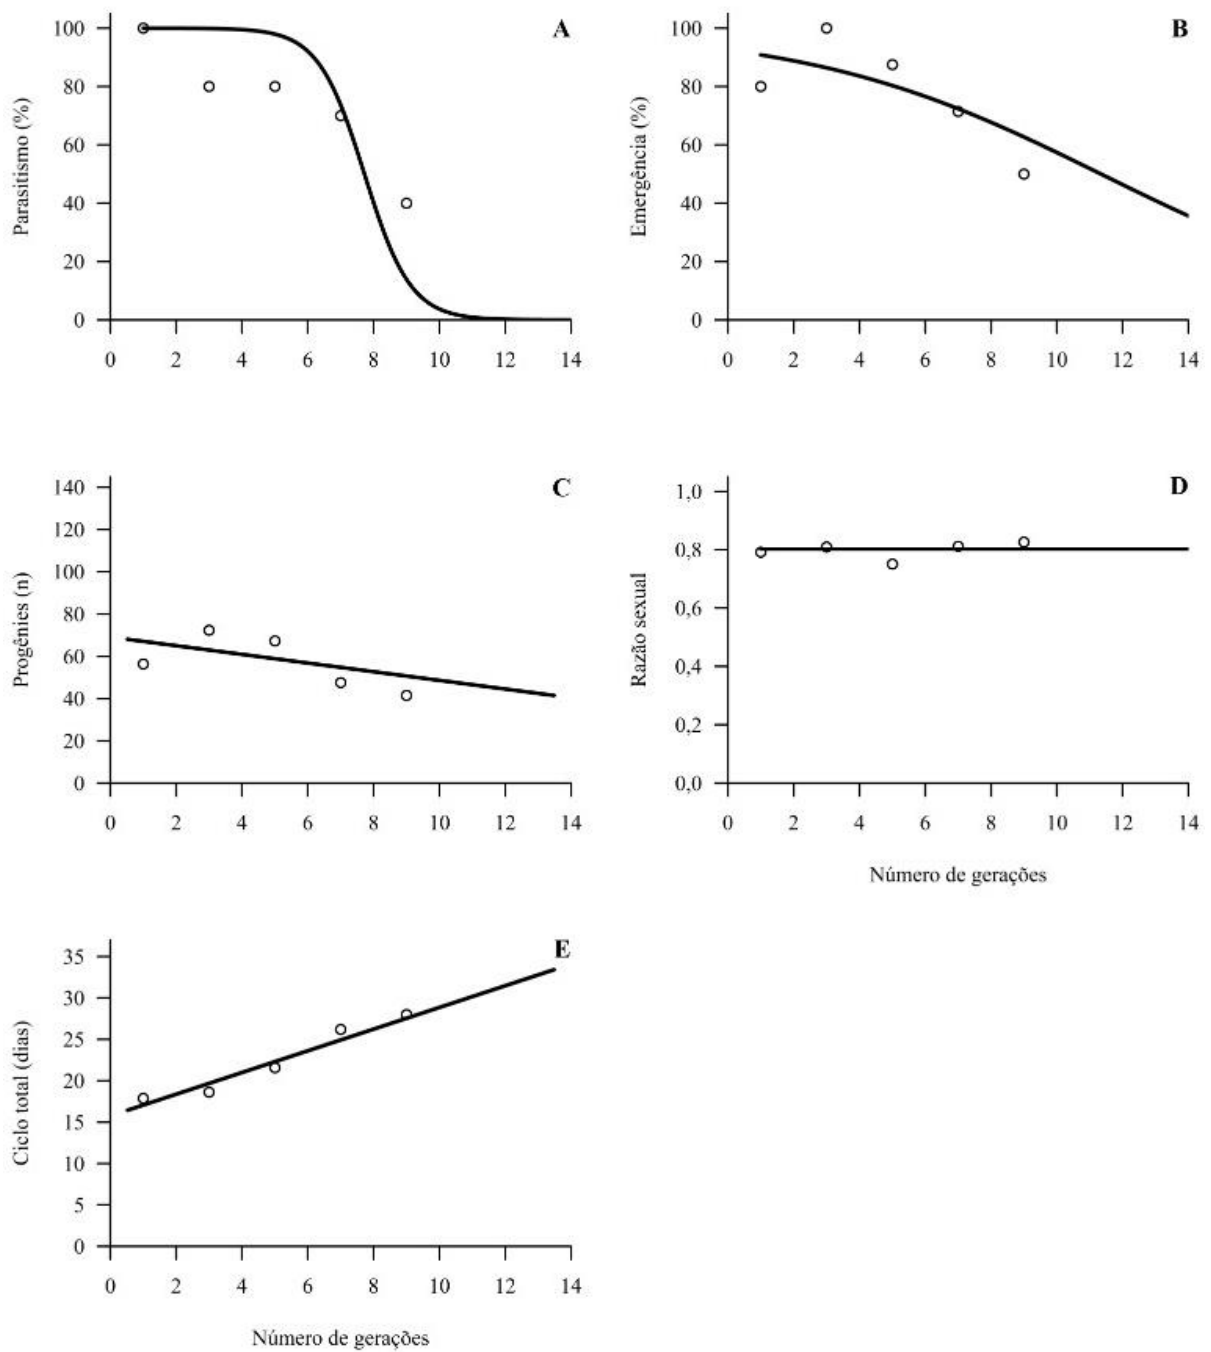 A
Parasitismo (%)
100
80
60
40
20
0
0 2 4 6 8 10 12 14
B
Emergência (%)
100
80
60
40
20
0
0 2 4 6 8 10 12 14
C
Progênies (n)
140
120
100
80
60
40
20
0
0 2 4 6 8 10 12 14
D
Razão sexual
1,0
0,8
0,6
0,4
0,2
0,0
0 2 4 6 8 10 12 14
Número de gerações
E
Ciclo total (dias)
35
30
25
20
15
10
5
0
0 2 4 6 8 10 12 14
Número de gerações